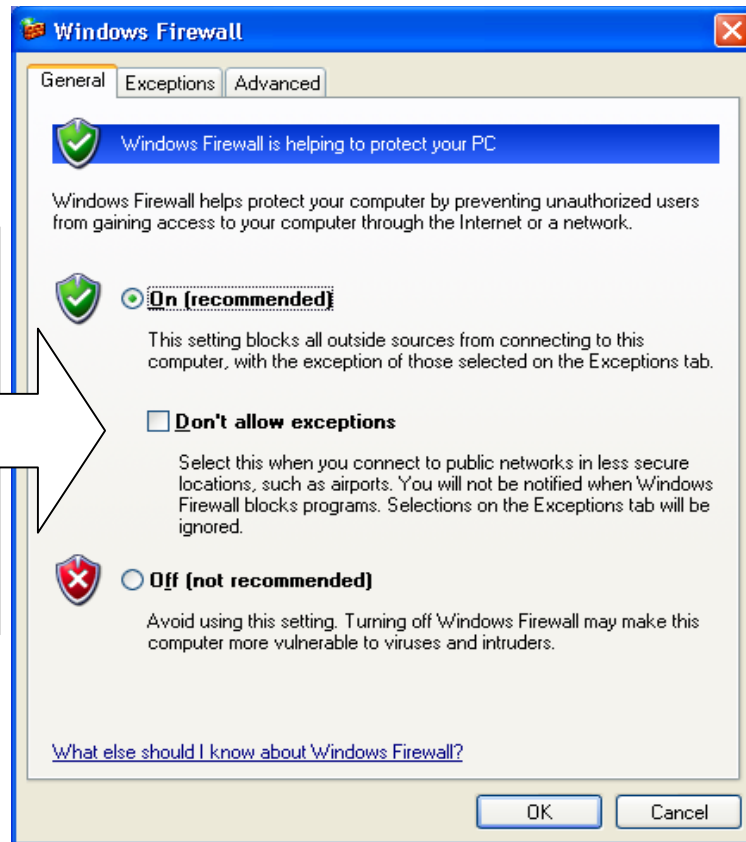 Windows Firewall
General Exceptions Advanced
Windows Firewall is helping to protect your PC
Windows Firewall helps protect your computer by preventing unauthorized users
from gaining access to your computer through the Internet or a network.
On (recommended)
This setting blocks all outside sources from connecting to this
computer, with the exception of those selected on the Exceptions tab.
Don't allow exceptions
Select this when you connect to public networks in less secure
locations, such as airports. You will not be notified when Windows
Firewall blocks programs. Selections on the Exceptions tab will be
ignored.
Off (not recommended)
Avoid using this setting. Turning off Windows Firewall may make this
computer more vulnerable to viruses and intruders.
What else should I know about Windows Firewall?
OK Cancel